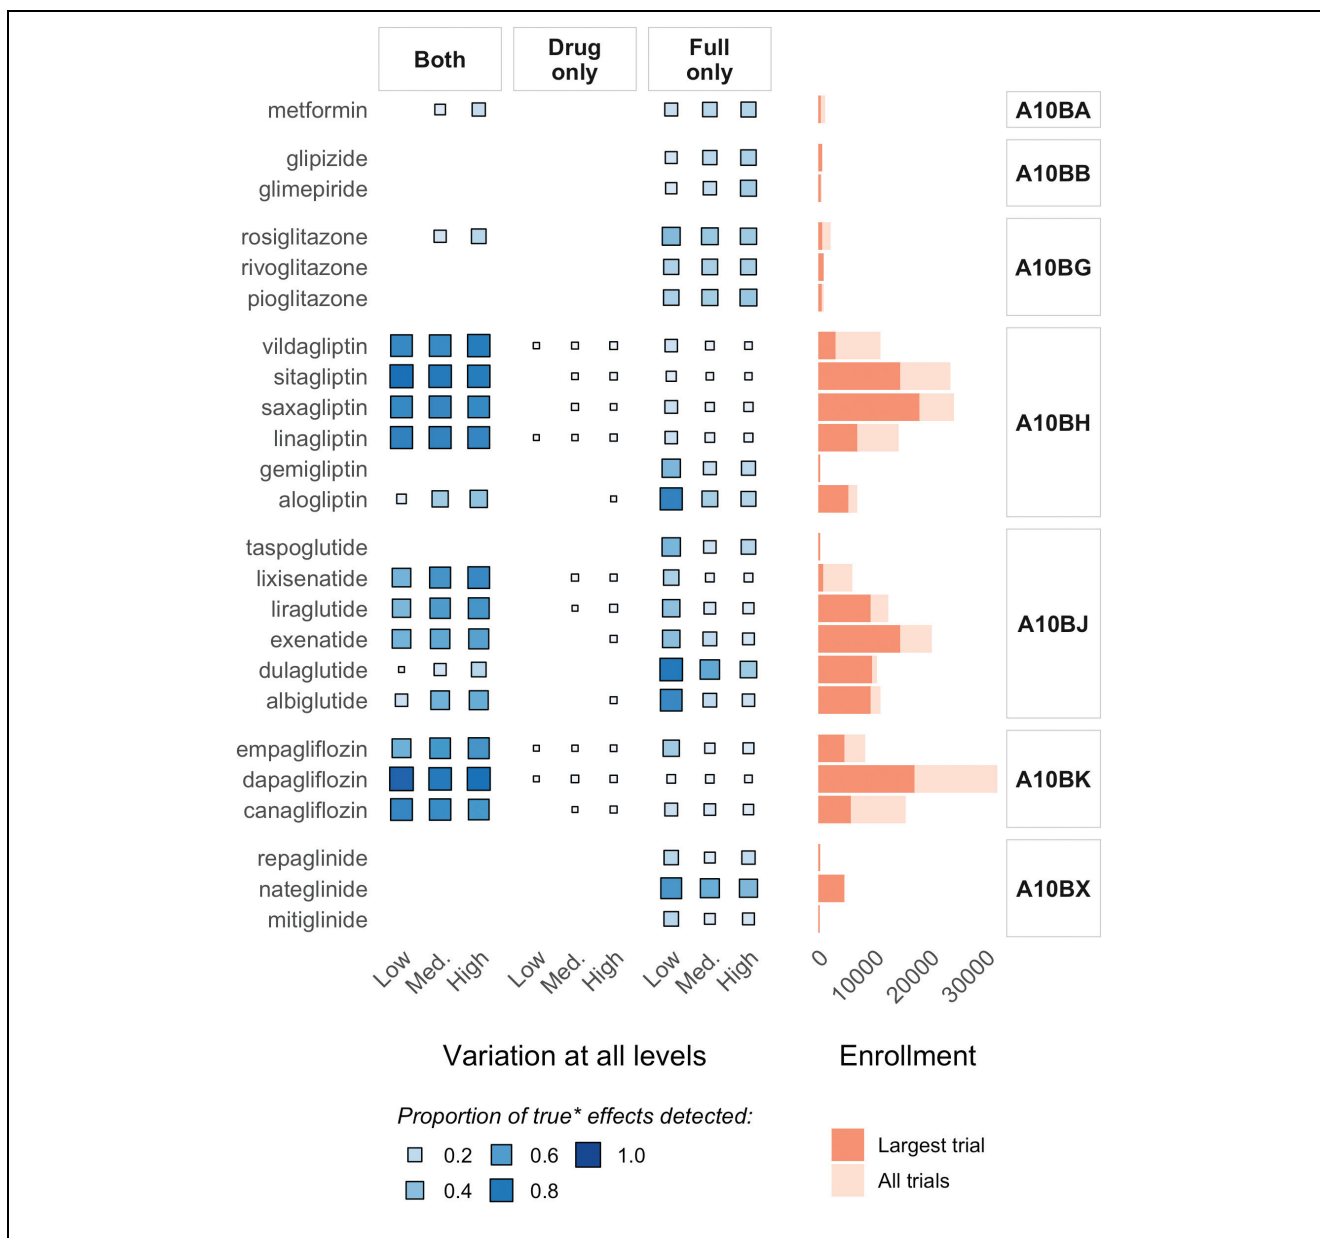 Both
Drug
only
Full
only
metformin
A10BA
glipizide
glimepiride
A10BB
rosiglitazone
rivoglitazone
pioglitazone
A10BG
vildagliptin
sitagliptin
saxagliptin
linagliptin
gemigliptin
alogliptin
A10BH
taspoglutide
lixisenatide
liraglutide
exenatide
dulaglutide
albiglutide
A10BJ
empagliflozin
dapagliflozin
canagliflozin
A10BK
repaglinide
nateglinide
mitiglinide
A10BX
Low Med. High Low Med. High Low Med. High 0 10000 20000 30000
Variation at all levels
Enrollment
Proportion of true* effects detected:
0.2 0.6 1.0
0.4 0.8
Largest trial
All trials